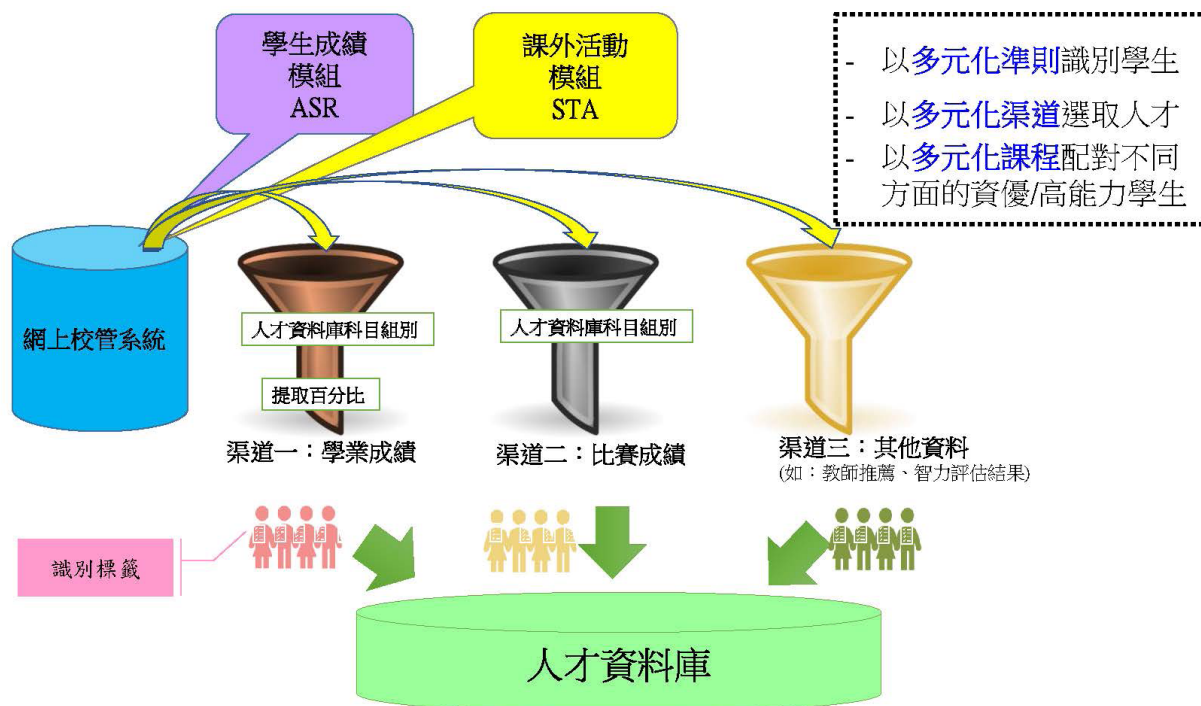 學生成績
模組
ASR
課外活動
模組
STA
- 以多元化準則識別學生
- 以多元化渠道選取人才
- 以多元化課程配對不同
方面的資優/高能力學生
網上校管系統
人才資料庫科目組別
提取百分比
人才資料庫科目組別
渠道一：學業成績
渠道二：比賽成績
渠道三：其他資料
(如：教師推薦、智力評估結果)
識別標籤
人才資料庫